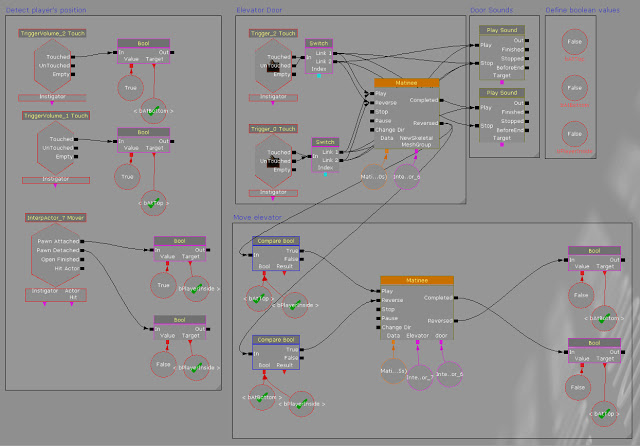 Detect player's position
TriggerVolume_2 Touch
Touched
UnTouched
Empty
Instigator
Bool
In
Out
Value
Target
True
< bAtBottom >
TriggerVolume_1 Touch
Touched
UnTouched
Empty
Instigator
Bool
In
Out
Value
Target
True
< bAtTop >
InterpActor_7 Mover
Pawn Attached
Pawn Detached
Open Finished
Hit Actor
Instigator
Actor Hit
Bool
In
Out
Value
Target
True
< bPlayerInside >
Bool
In
Out
Value
Target
False
< bPlayerInside >
Elevator Door
Trigger_2 Touch
Touched
UnTouched
Empty
Instigator
Switch
In
Link 1
Link 2
Index
Trigger_0 Touch
Touched
UnTouched
Empty
Instigator
Switch
In
Link 1
Link 2
Index
Matinee
Play
Reverse
Stop
Pause
Change Dir
Completed
Reversed
Data
NewSkeletal
MeshGroup
Mati...0s)
Inte...or_6
Door Sounds
Play Sound
Play
Stop
Out
Finished
Stopped
BeforeEnd
Target
Play Sound
Play
Stop
Out
Finished
Stopped
BeforeEnd
Target
Define boolean values
False
False
False
Move elevator
Compare Bool
In
True
False
Bool
Result
< bAtTop >
< bPlayerInside >
Compare Bool
In
True
False
Bool
Result
< bAtBottom >
< bPlayerInside >
Matinee
Play
Reverse
Stop
Pause
Change Dir
Completed
Reversed
Data
Elevator
door
Mati...5s)
Inte...or_7
Inte...or_6
Bool
In
Out
Value
Target
False
< bAtBottom >
Bool
In
Out
Value
Target
False
< bAtTop >